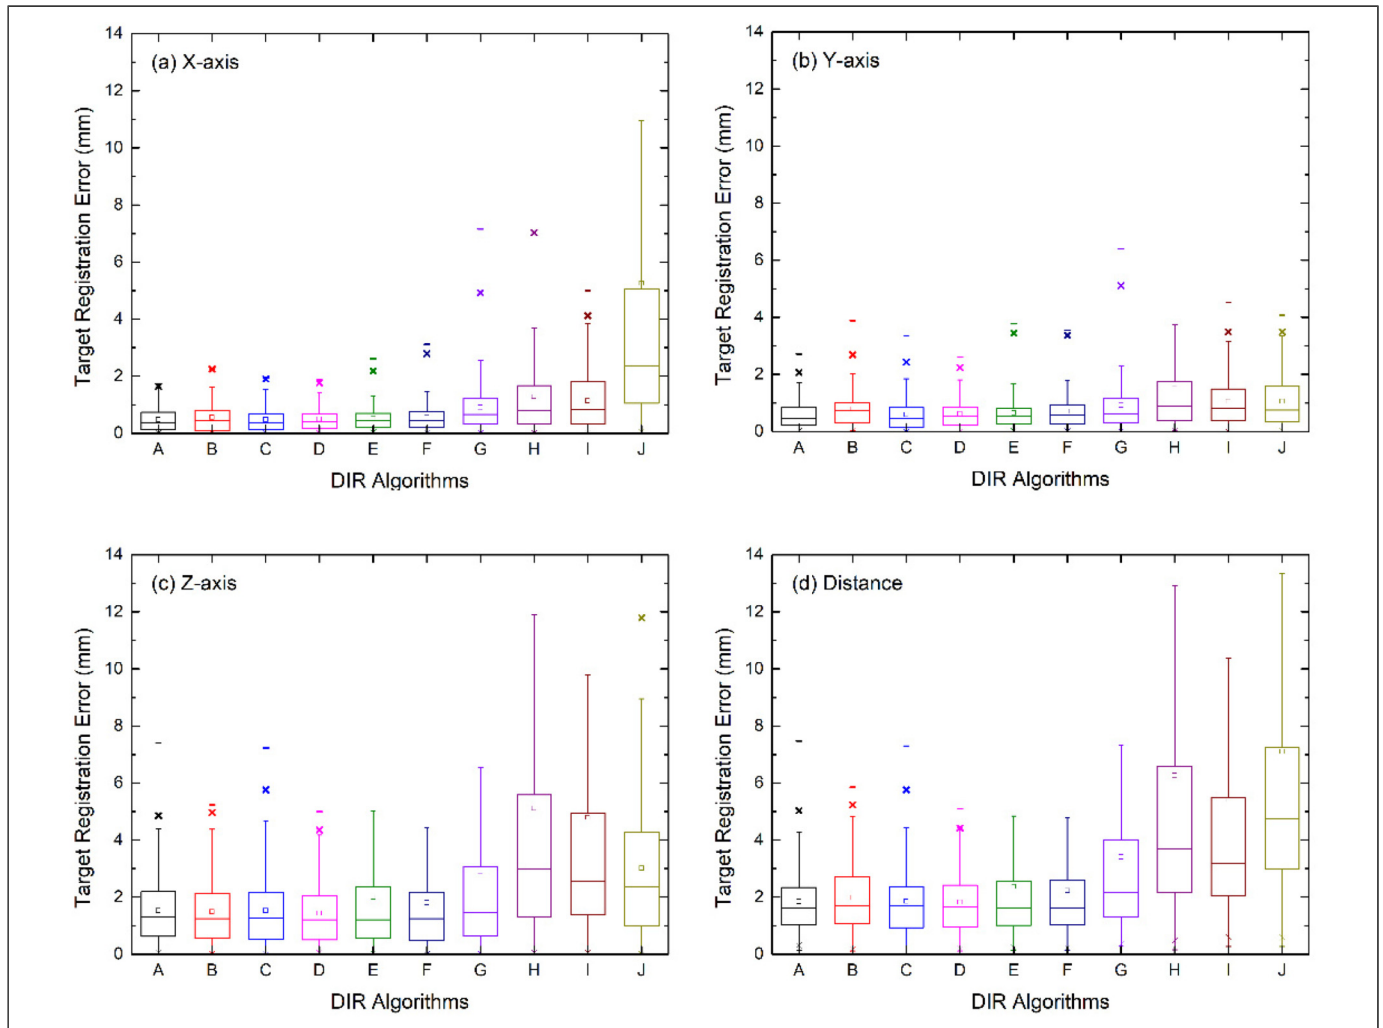 (a) X-axis
Target Registration Error (mm)
14
12
10
8
6
4
2
0
A B C D E F G H I J
DIR Algorithms
(b) Y-axis
Target Registration Error (mm)
14
12
10
8
6
4
2
0
A B C D E F G H I J
DIR Algorithms
(c) Z-axis
Target Registration Error (mm)
14
12
10
8
6
4
2
0
A B C D E F G H I J
DIR Algorithms
(d) Distance
Target Registration Error (mm)
14
12
10
8
6
4
2
0
A B C D E F G H I J
DIR Algorithms